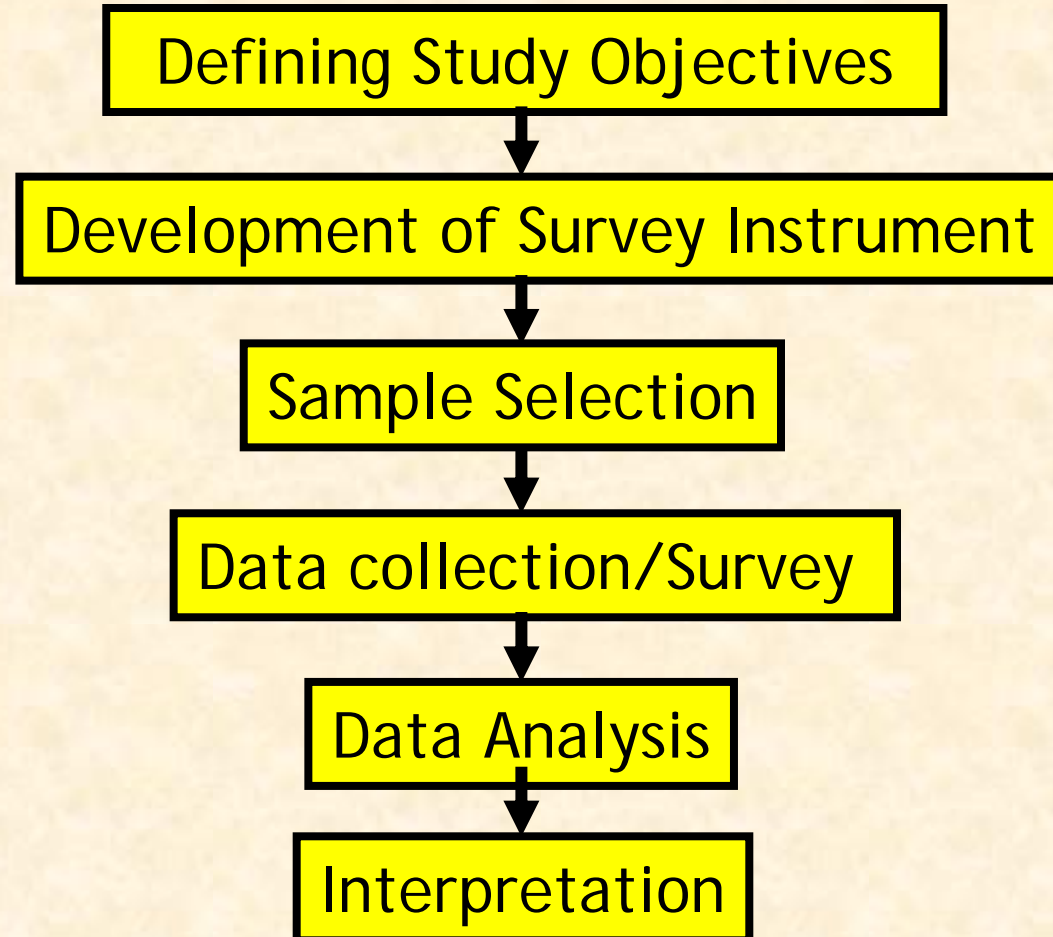 Defining Study Objectives
Development of Survey Instrument
Sample Selection
Data collection/Survey
Data Analysis
Interpretation